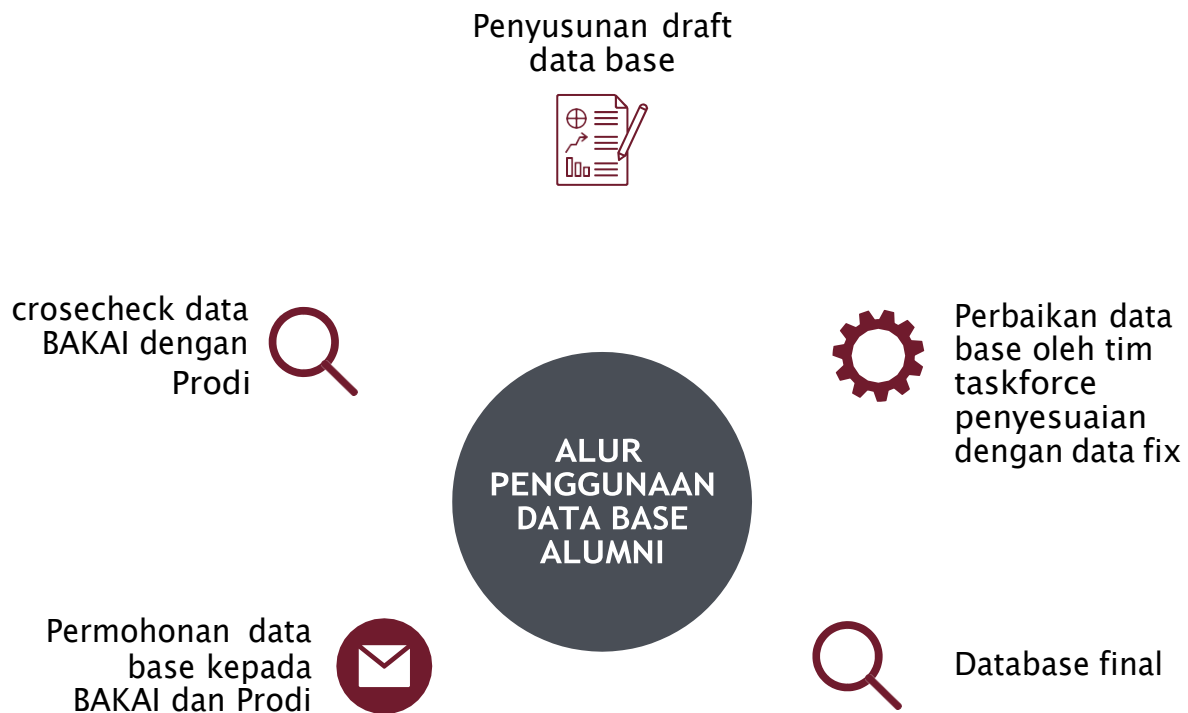 Penyusunan draft
data base
crosecheck data
BAKAI dengan
Prodi
Perbaikan data
base oleh tim
taskforce
penyesuaian
dengan data fix
ALUR
PENGGUNAAN
DATA BASE
ALUMNI
Permohonan data
base kepada
BAKAI dan Prodi
Database final